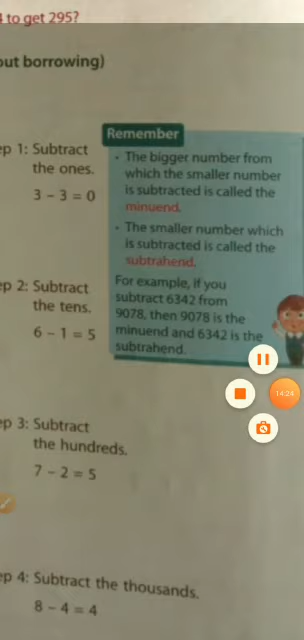 to get 295?
out borrowing)
Remember
ep 1: Subtract
the ones.
3 - 3 = 0
• The bigger number from
which the smaller number
is subtracted is called the
minuend.
• The smaller number which
is subtracted is called the
subtrahend.
For example, if you
subtract 6342 from
9078, then 9078 is the
minuend and 6342 is the
subtrahend.
ep 2: Subtract
the tens.
6 - 1 = 5
14:24
ep 3: Subtract
the hundreds.
7 - 2 = 5
ep 4: Subtract the thousands.
8 - 4 = 4